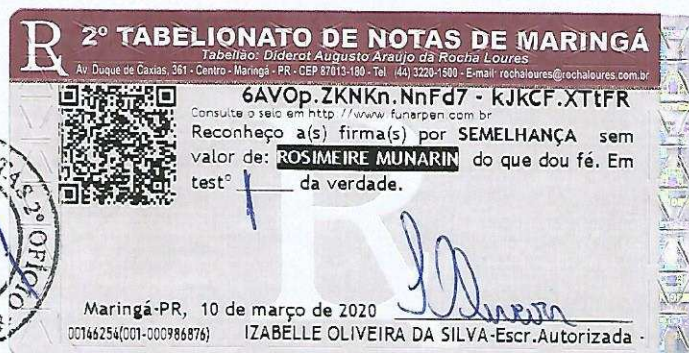 R 2º TABELIONATO DE NOTAS DE MARINGÁ
Tabelião: Diderot Augusto Araújo da Rocha Loures
Av. Duque de Caxias, 361 - Centro - Maringá - PR - CEP 87013-180 - Tel (44) 3220-1500 - E-mail: rochaloures@rochaloures.com.br
6AVOp.ZKNKn.NnFd7 - kJkCF.XTtFR
Consulte o selo em http://www.funarpen.com.br
Reconheço a(s) firma(s) por SEMELHANÇA sem
valor de: ROSIMEIRE MUNARIN do que dou fé. Em
testº ____ da verdade.
R
2º OFÍCIO
Maringá-PR, 10 de março de 2020
00146254(001-000986876) IZABELLE OLIVEIRA DA SILVA-Escr.Autorizada -